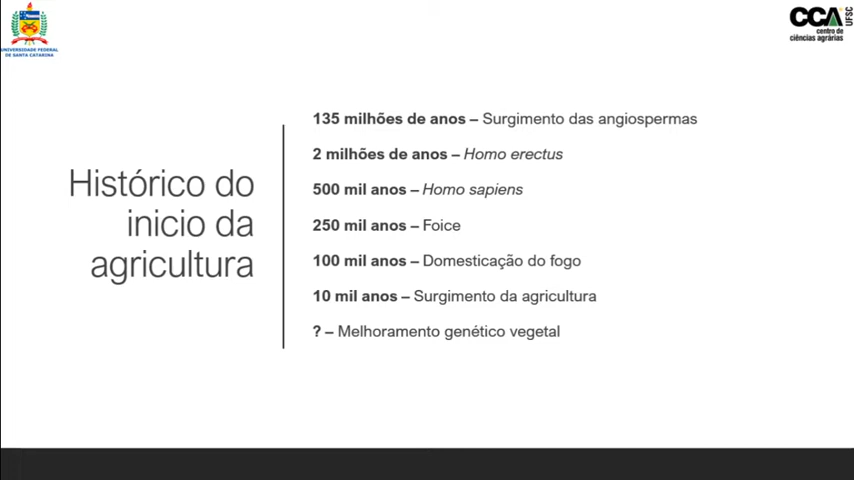 UNIVERSIDADE FEDERAL
DE SANTA CATARINA
CCA
UFSC
centro de
ciências agrárias
Histórico do
inicio da
agricultura
135 milhões de anos – Surgimento das angiospermas
2 milhões de anos – Homo erectus
500 mil anos – Homo sapiens
250 mil anos – Foice
100 mil anos – Domesticação do fogo
10 mil anos – Surgimento da agricultura
? – Melhoramento genético vegetal